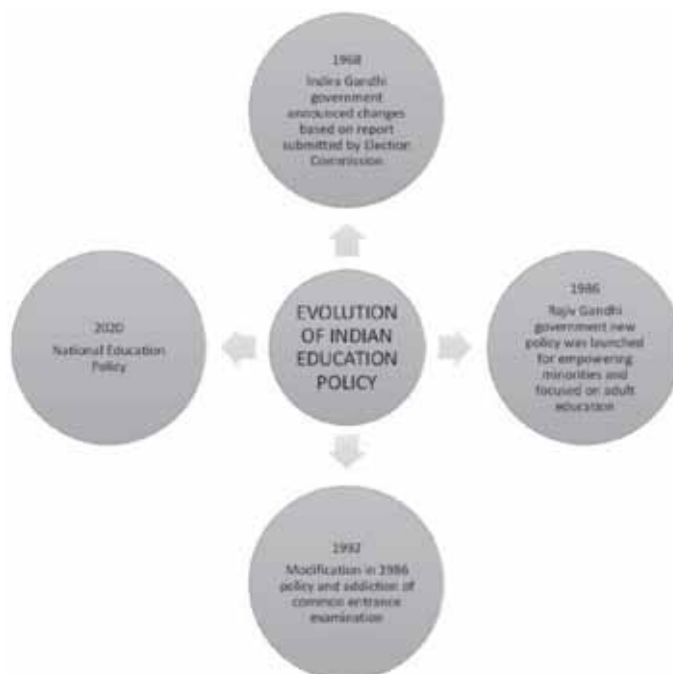 1968
Indira Gandhi
government
announced changes
based on report
submitted by Election
Commission
EVOLUTION
OF INDIAN
EDUCATION
POLICY
1986
Rajiv Gandhi
government new
policy was launched
for empowering
minorities and
focused on adult
education
1992
Modification in 1986
policy and addiction of
common entrance
examination
2020
National Education
Policy